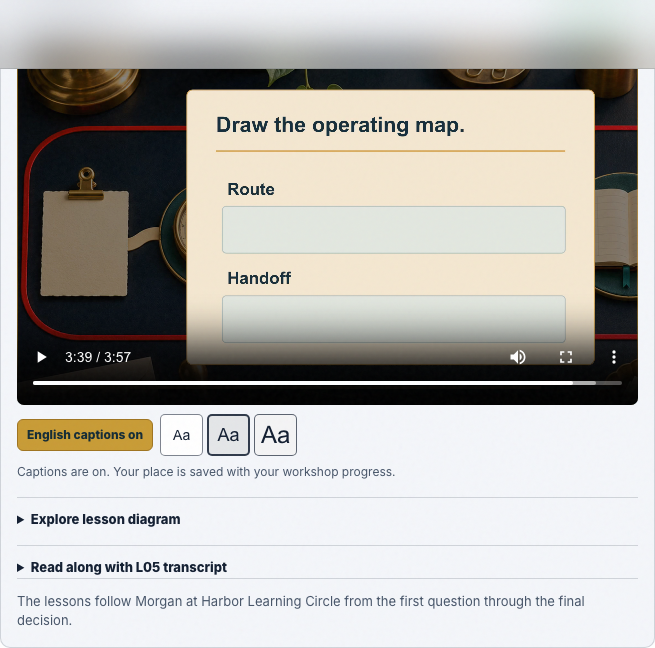 Draw the operating map.
Route
Handoff
3:39 / 3:57
English captions on
Aa
Aa
Aa
Captions are on. Your place is saved with your workshop progress.
Explore lesson diagram
Read along with L05 transcript
The lessons follow Morgan at Harbor Learning Circle from the first question through the final
decision.